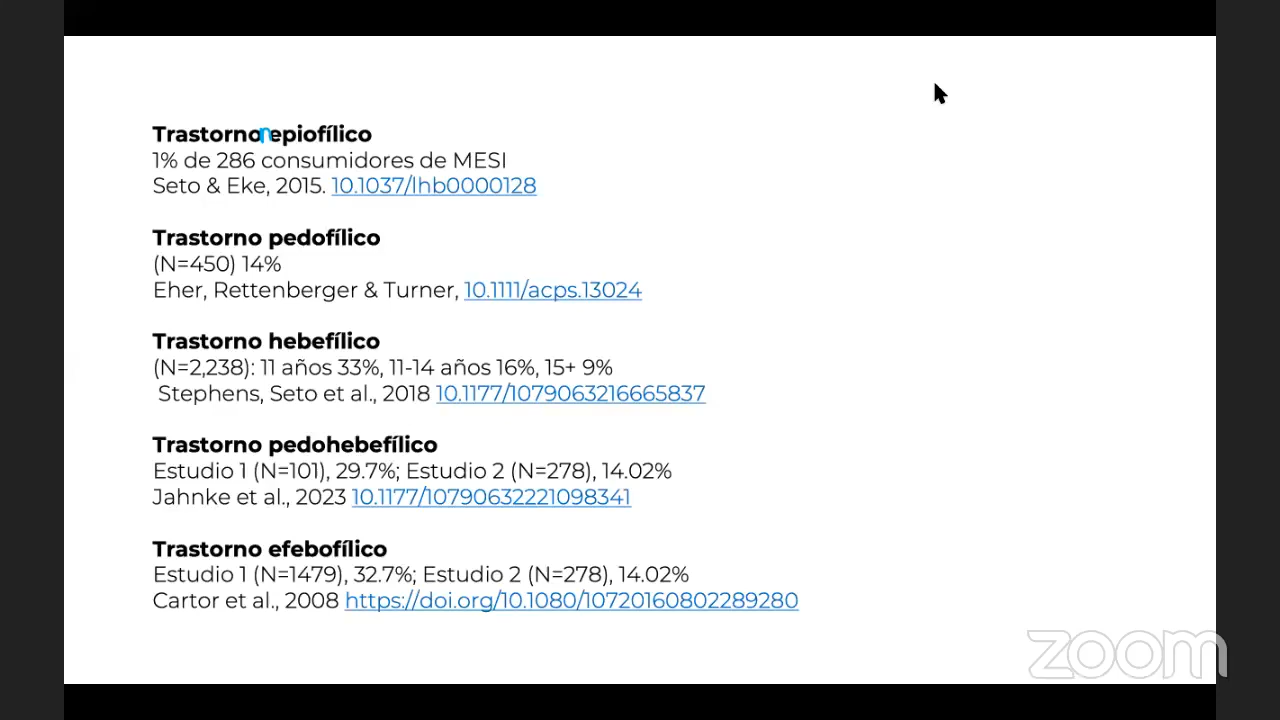 Trastorno nepiofílico
1% de 286 consumidores de MESI
Seto & Eke, 2015. 10.1037/lhb0000128
Trastorno pedofílico
(N=450) 14%
Eher, Rettenberger & Turner, 10.1111/acps.13024
Trastorno hebefílico
(N=2,238): 11 años 33%, 11-14 años 16%, 15+ 9%
Stephens, Seto et al., 2018 10.1177/1079063216665837
Trastorno pedohebefílico
Estudio 1 (N=101), 29.7%; Estudio 2 (N=278), 14.02%
Jahnke et al., 2023 10.1177/10790632221098341
Trastorno efebofílico
Estudio 1 (N=1479), 32.7%; Estudio 2 (N=278), 14.02%
Cartor et al., 2008 https://doi.org/10.1080/10720160802289280
zoom